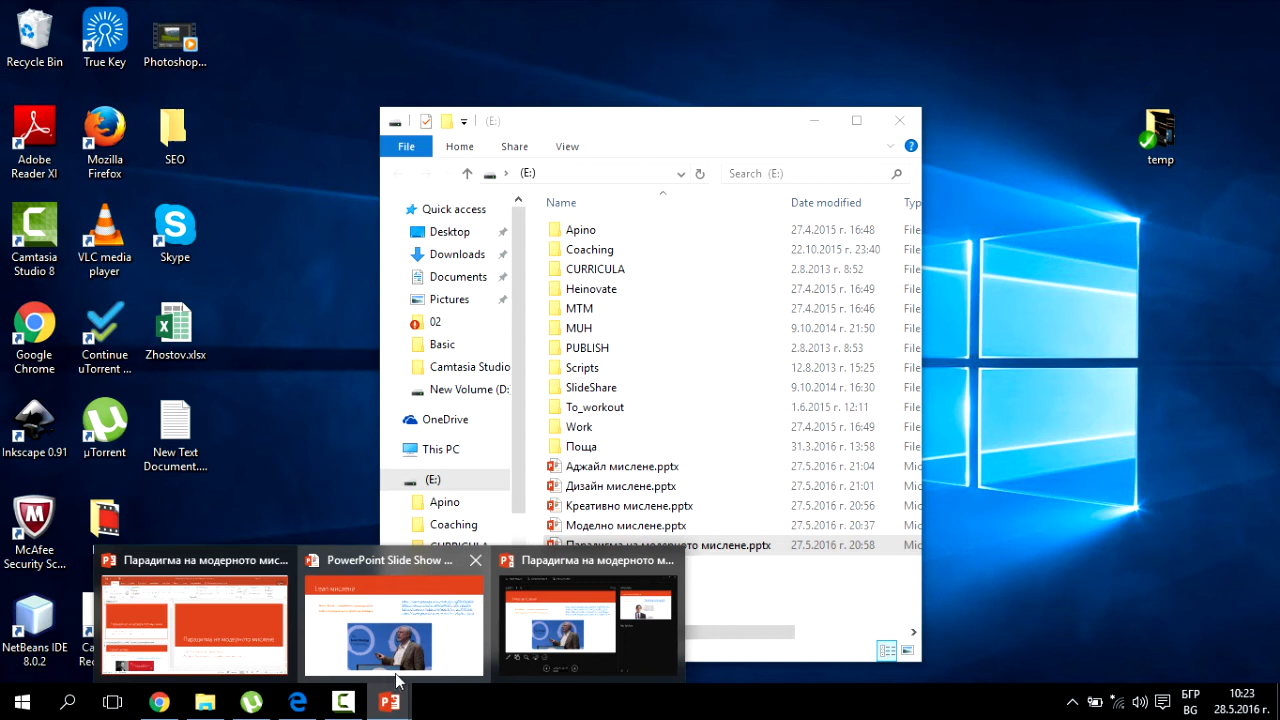 Recycle Bin
True Key
Photoshop...
Adobe
Reader XI
Mozilla
Firefox
SEO
Camtasia
Studio 8
VLC media
player
Skype
Google
Chrome
Continue
uTorrent ...
Zhostov.xlsx
Inkscape 0.91
µTorrent
New Text
Document....
McAfee
Security Sc...
NetBeans IDE
8.0.2
temp
(E:)
File
Home
Share
View
(E:)
Search (E:)
Quick access
Desktop
Downloads
Documents
Pictures
02
Basic
Camtasia Studio
New Volume (D:
OneDrive
This PC
(E:)
Apino
Coaching
CURRICULA
Name Date modified Typ
Apino 27.4.2015 г. 16:48 File
Coaching 22.10.2015 г. 23:40 File
CURRICULA 2.8.2013 г. 8:52 File
Heinovate 27.4.2015 г. 16:49 File
MTM 27.4.2015 г. 16:46 File
MUH 9.10.2014 г. 21:50 File
PUBLISH 2.8.2013 г. 8:53 File
Scripts 12.8.2013 г. 15:25 File
SlideShare 9.10.2014 г. 16:30 File
To_workout 1.6.2015 г. 12:11 File
Work 27.4.2015 г. 16:49 File
Поща 31.3.2016 г. 13:58 File
Аджайл мислене.pptx 27.5.2016 г. 21:04 Mic
Дизайн мислене.pptx 27.5.2016 г. 21:01 Mic
Креативно мислене.pptx 27.5.2016 г. 20:56 Mic
Моделно мислене.pptx 27.5.2016 г. 20:37 Mic
Парадигма на модерното мислене.pptx 27.5.2016 г. 20:58 Mic
Парадигма на модерното мис...
PowerPoint Slide Show ...
Парадигма на модерното м...
Парадигма на модерното мислене
Лийн мислене
БГР
BG
10:23
28.5.2016 г.